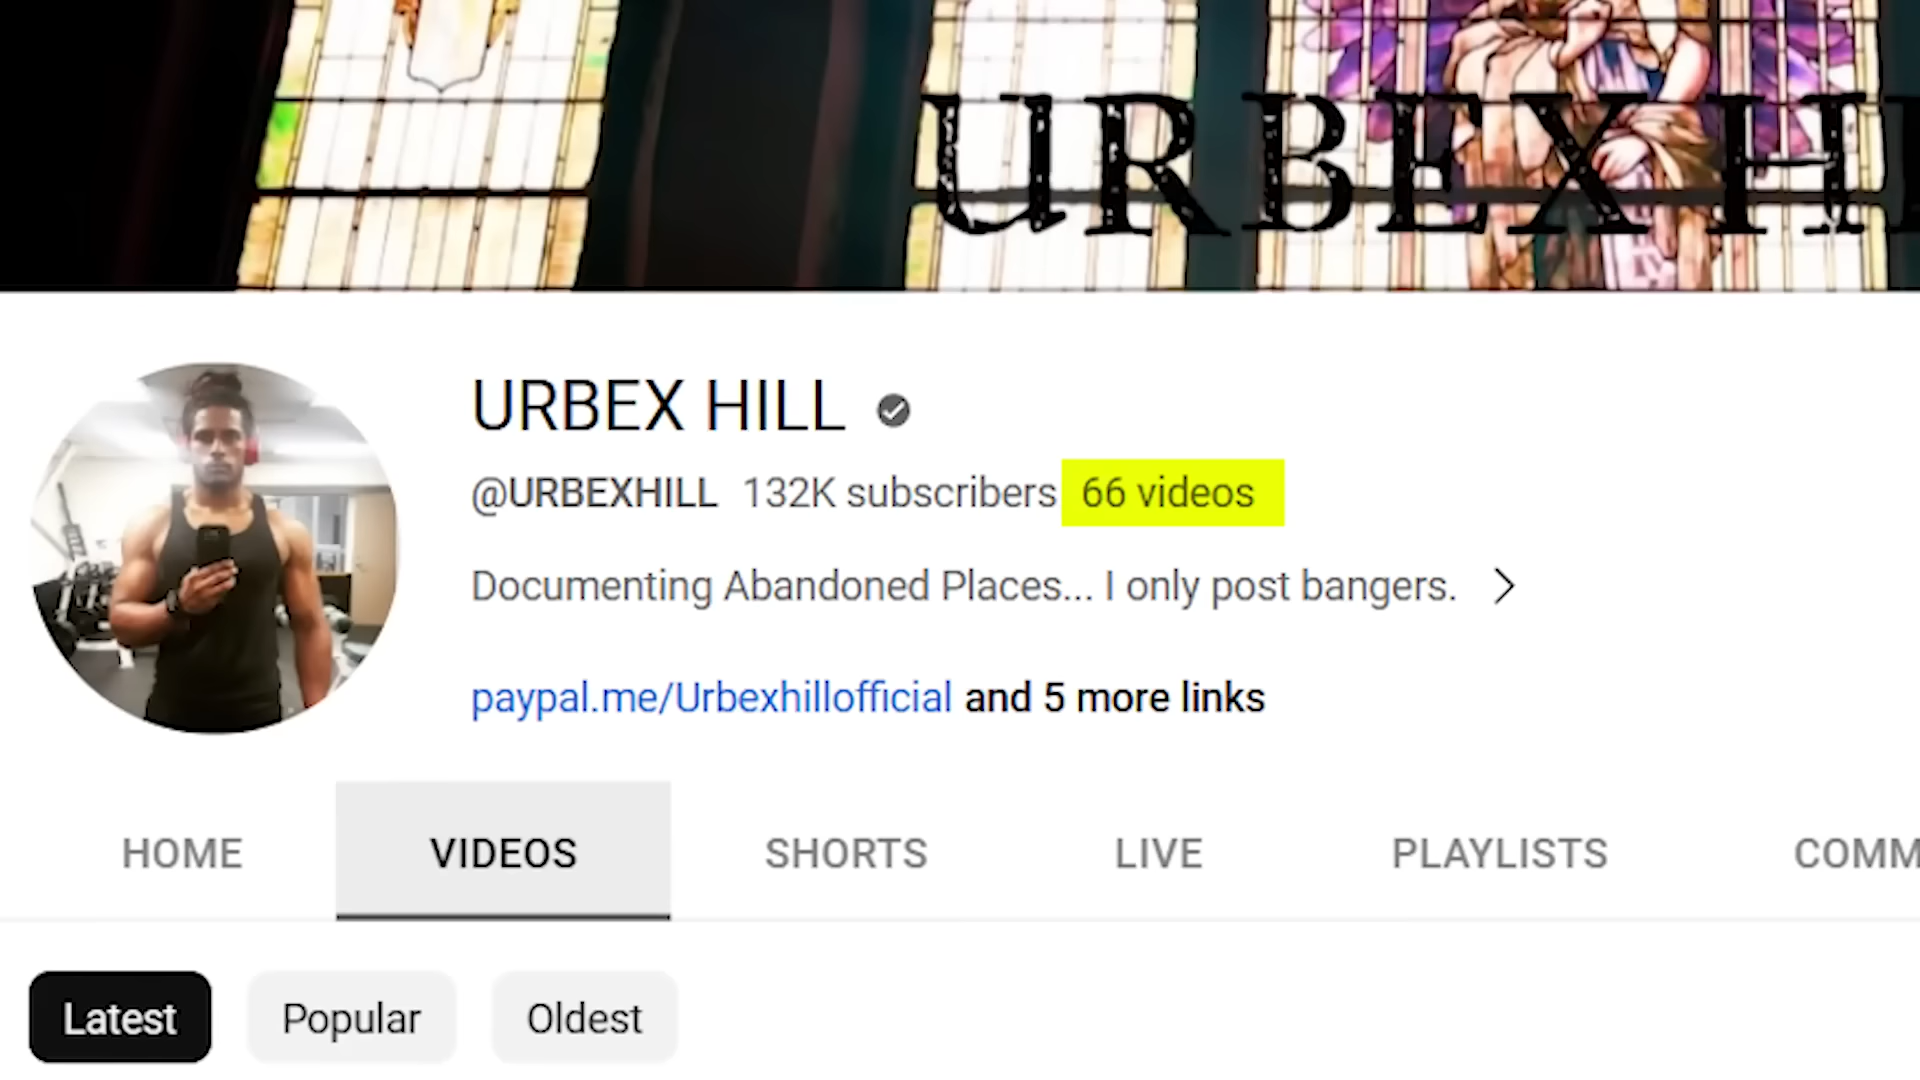 URBEX H
URBEX HILL
@URBEXHILL 132K subscribers 66 videos
Documenting Abandoned Places... I only post bangers.
paypal.me/Urbexhillofficial and 5 more links
HOME VIDEOS SHORTS LIVE PLAYLISTS COMM
Latest Popular Oldest